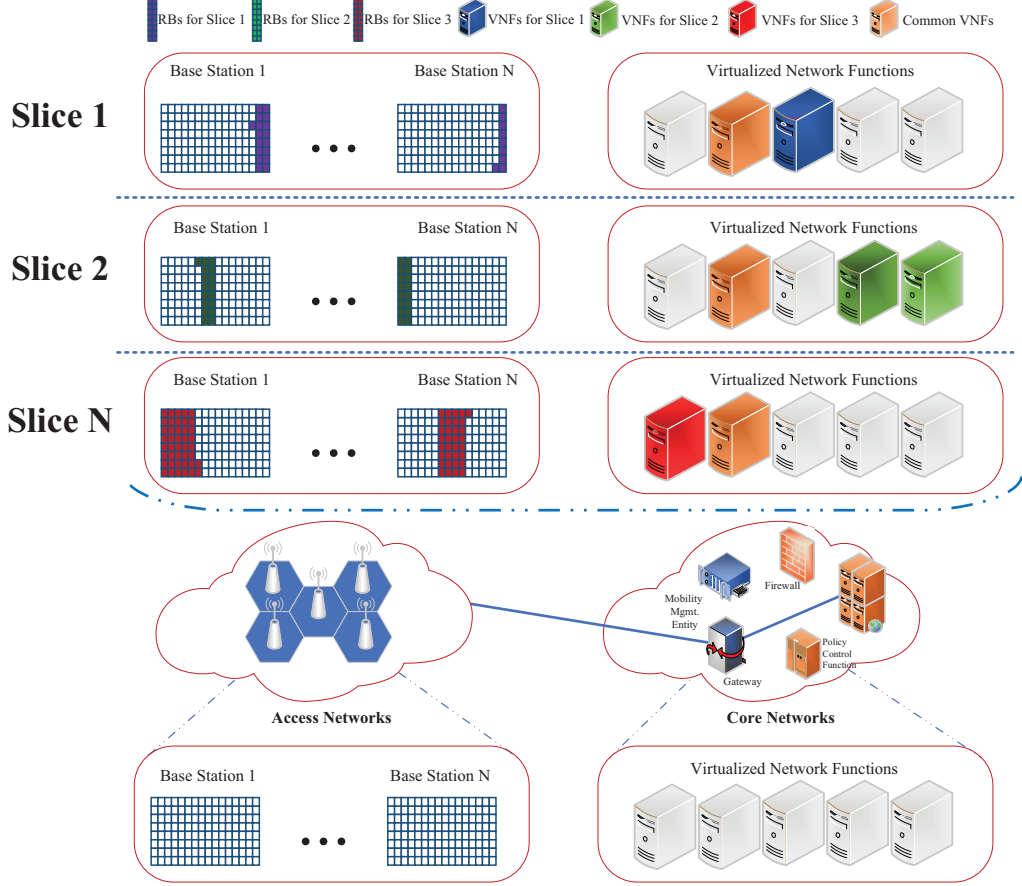 RBs for Slice 1
RBs for Slice 2
RBs for Slice 3
VNFs for Slice 1
VNFs for Slice 2
VNFs for Slice 3
Common VNFs
Slice 1
Base Station 1
Base Station N
Virtualized Network Functions
Slice 2
Base Station 1
Base Station N
Virtualized Network Functions
Slice N
Base Station 1
Base Station N
Virtualized Network Functions
Mobility
Mgmt.
Entity
Firewall
Gateway
Policy
Control
Function
Access Networks
Core Networks
Base Station 1
Base Station N
Virtualized Network Functions